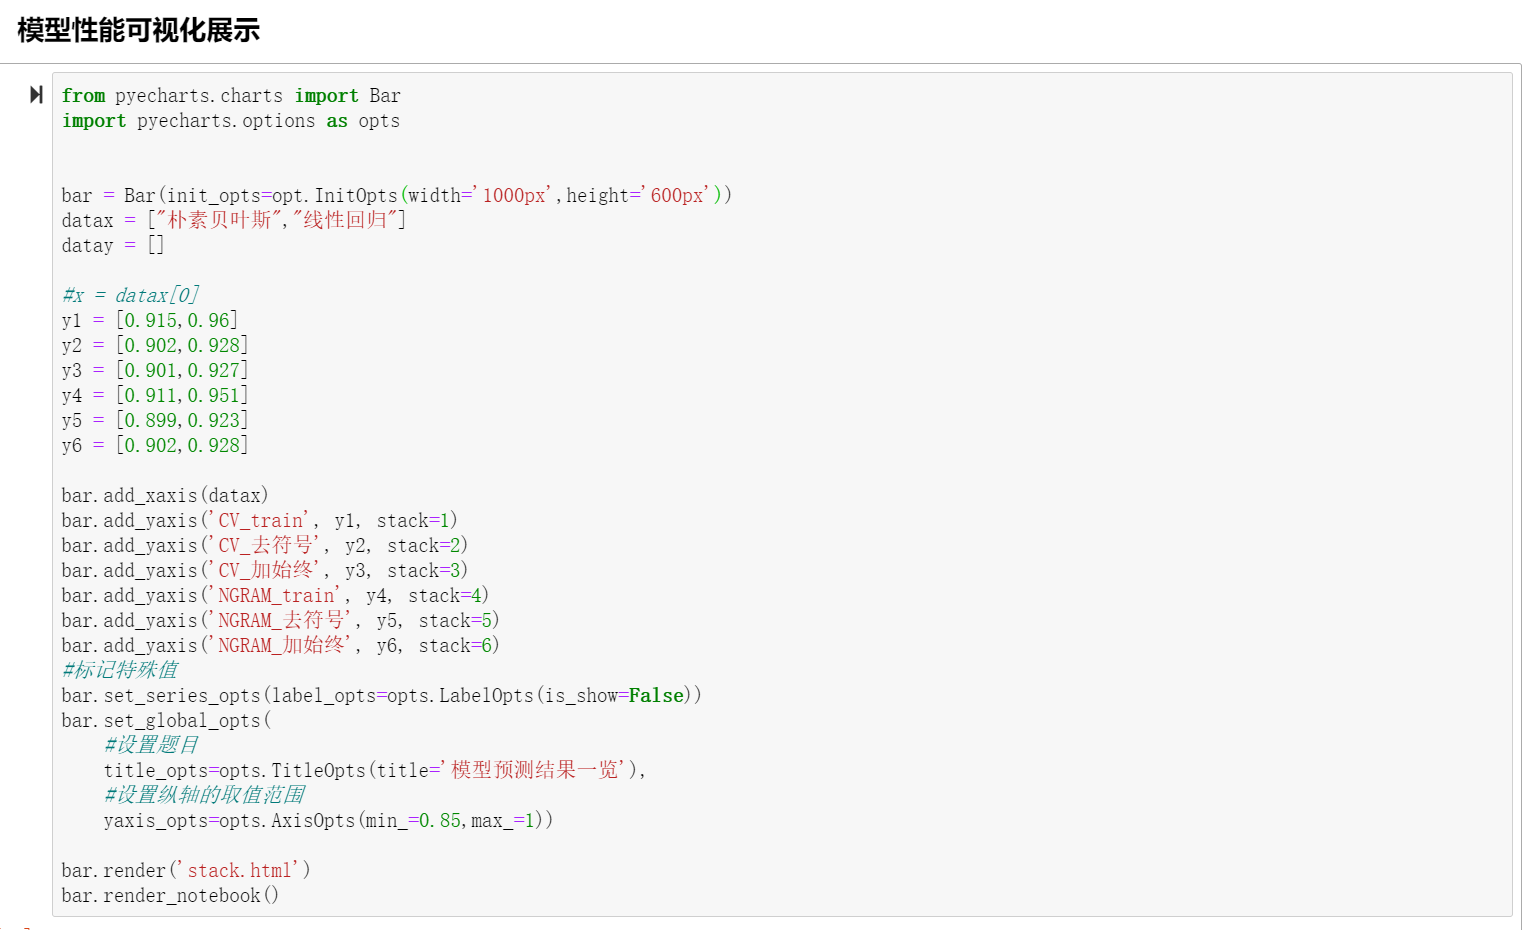 模型性能可视化展示
from pyecharts.charts import Bar
import pyecharts.options as opts
bar = Bar(init_opts=opt.InitOpts(width='1000px',height='600px'))
datax = ["朴素贝叶斯","线性回归"]
datay = []
#x = datax[0]
y1 = [0.915,0.96]
y2 = [0.902,0.928]
y3 = [0.901,0.927]
y4 = [0.911,0.951]
y5 = [0.899,0.923]
y6 = [0.902,0.928]
bar.add_xaxis(datax)
bar.add_yaxis('CV_train', y1, stack=1)
bar.add_yaxis('CV_去符号', y2, stack=2)
bar.add_yaxis('CV_加始终', y3, stack=3)
bar.add_yaxis('NGRAM_train', y4, stack=4)
bar.add_yaxis('NGRAM_去符号', y5, stack=5)
bar.add_yaxis('NGRAM_加始终', y6, stack=6)
#标记特殊值
bar.set_series_opts(label_opts=opts.LabelOpts(is_show=False))
bar.set_global_opts(
    #设置题目
    title_opts=opts.TitleOpts(title='模型预测结果一览'),
    #设置纵轴的取值范围
    yaxis_opts=opts.AxisOpts(min_=0.85,max_=1))
bar.render('stack.html')
bar.render_notebook()